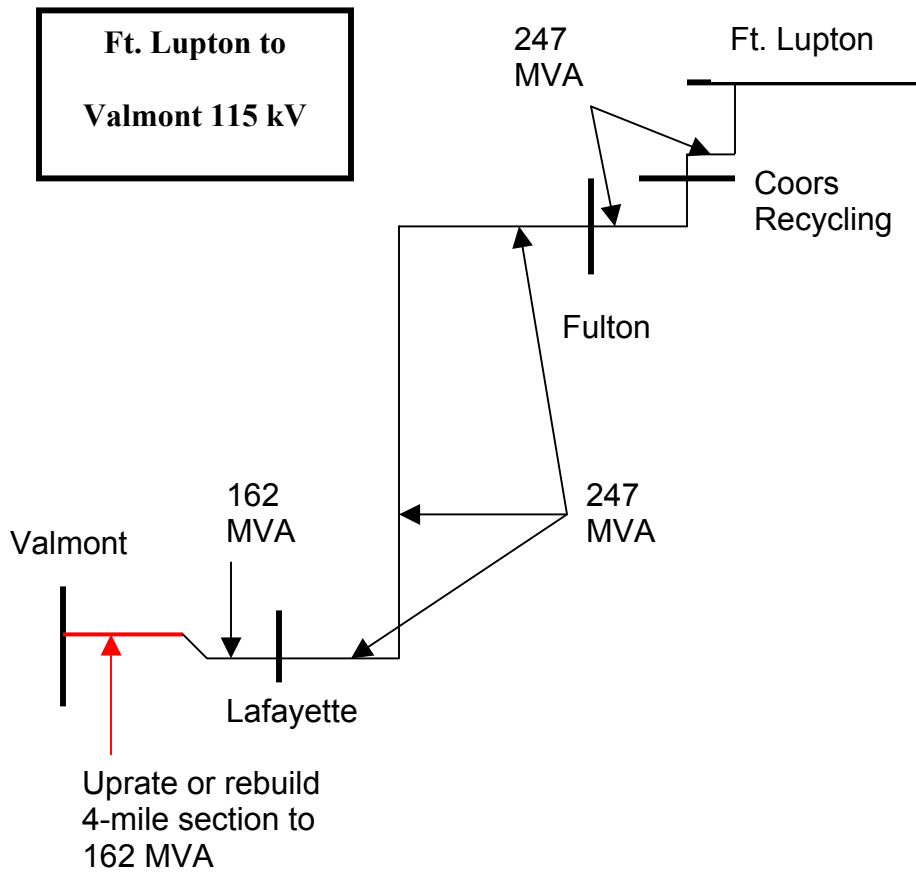 Ft. Lupton to
Valmont 115 kV
247
MVA
Ft. Lupton
Coors
Recycling
Fulton
162
MVA
247
MVA
Valmont
Lafayette
Uprate or rebuild
4-mile section to
162 MVA